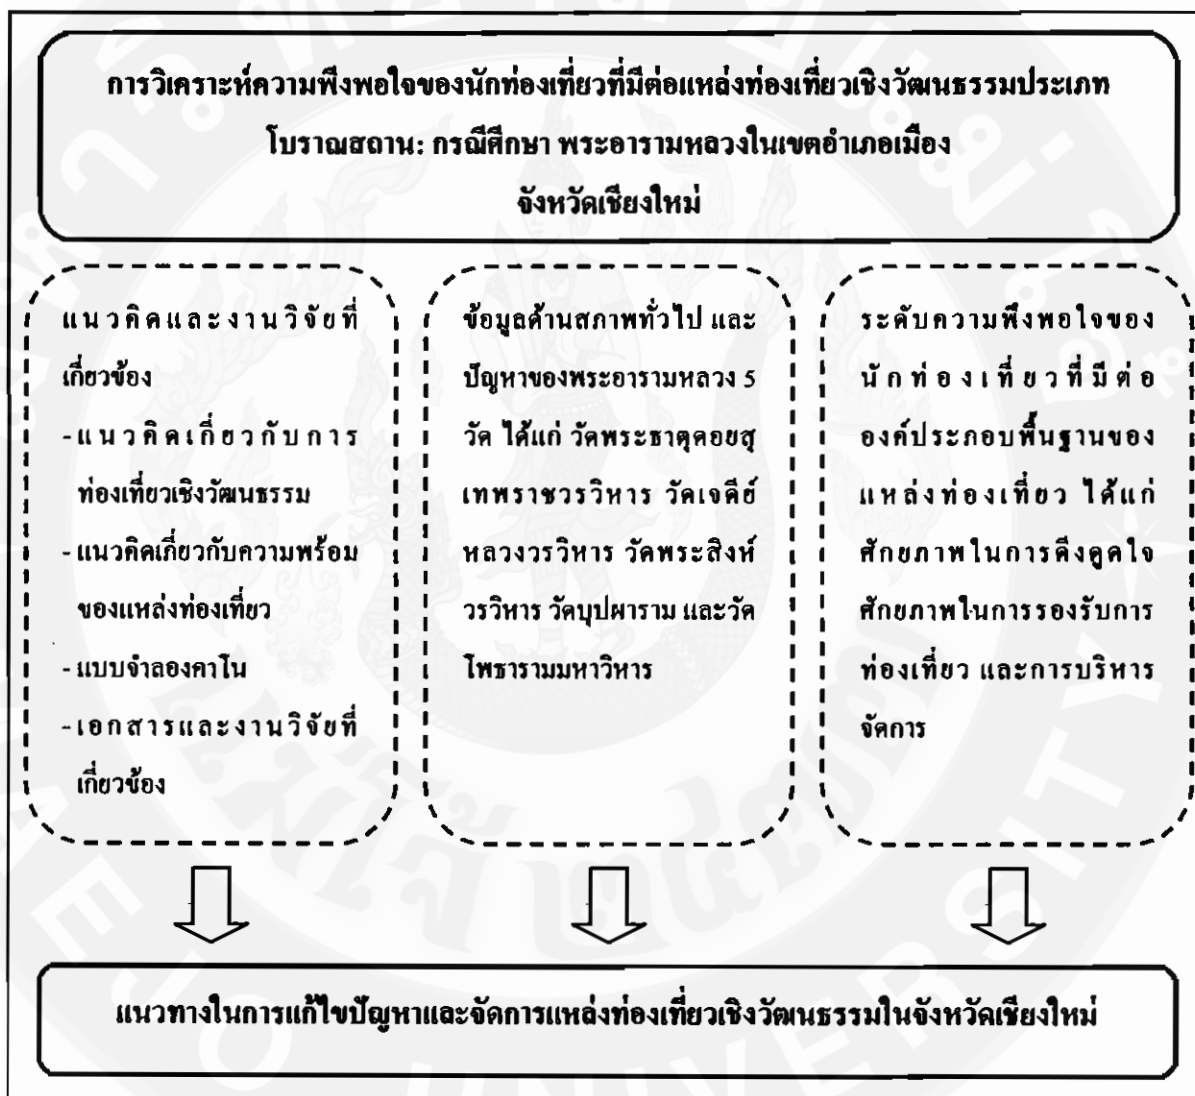 การวิเคราะห์ความพึงพอใจของนักท่องเที่ยวที่มีต่อแหล่งท่องเที่ยวเชิงวัฒนธรรมประเภท
โบราณสถาน: กรณีศึกษา พระอารามหลวงในเขตอำเภอเมือง
จังหวัดเชียงใหม่
แนวคิดและงานวิจัยที่
เกี่ยวข้อง
-แนวคิดเกี่ยวกับการ
ท่องเที่ยวเชิงวัฒนธรรม
- แนวคิดเกี่ยวกับความพร้อม
ของแหล่งท่องเที่ยว
- แบบจำลองคาโน
-เอกสารและงานวิจัยที่
เกี่ยวข้อง
ข้อมูลด้านสภาพทั่วไป และ
ปัญหาของพระอารามหลวง 5
วัด ได้แก่ วัดพระธาตุดอยสุ
เทพราชวรวิหาร วัดเจดีย์
หลวงวรวิหาร วัดพระสิงห์
วรวิหาร วัดบุปผาราม และวัด
โพธารามมหาวิหาร
ระดับความพึงพอใจของ
นักท่องเที่ยวที่มีต่อ
องค์ประกอบพื้นฐานของ
แหล่งท่องเที่ยว ได้แก่
ศักยภาพในการดึงดูดใจ
ศักยภาพในการรองรับการ
ท่องเที่ยว และการบริหาร
จัดการ
แนวทางในการแก้ไขปัญหาและจัดการแหล่งท่องเที่ยวเชิงวัฒนธรรมในจังหวัดเชียงใหม่